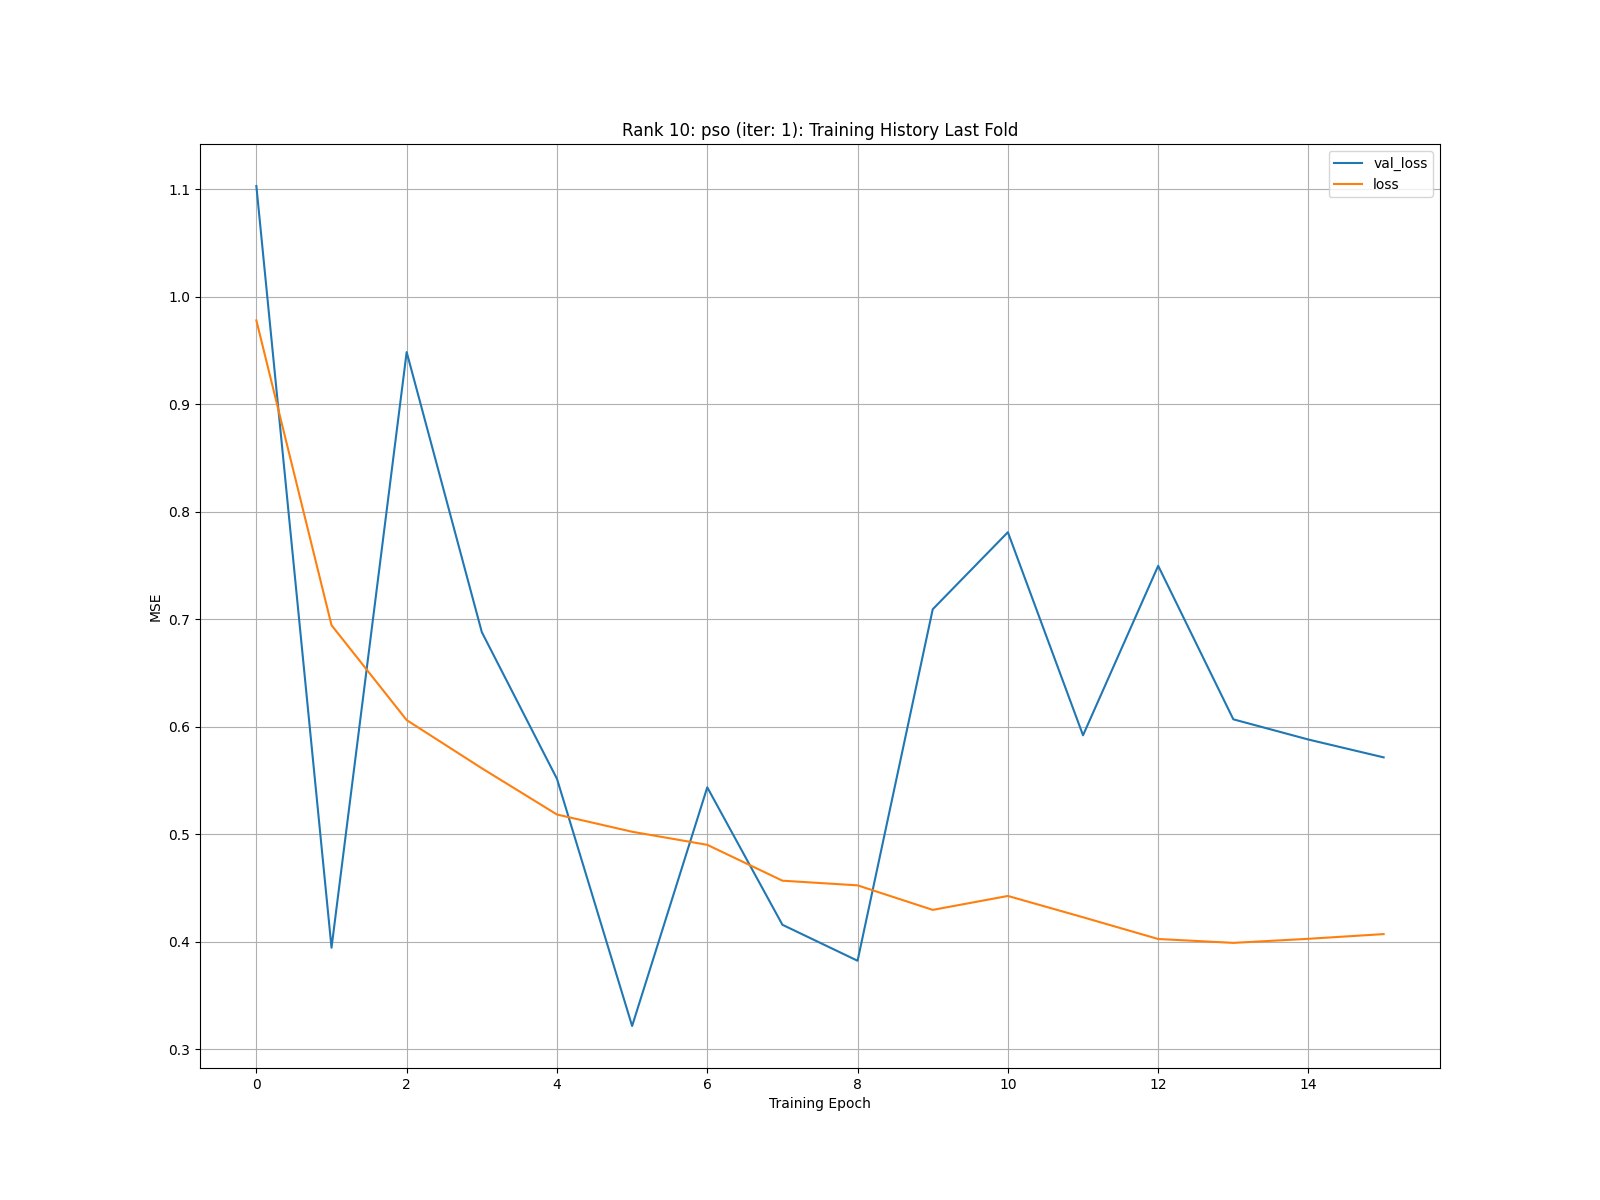 Rank 10: pso (iter: 1): Training History Last Fold
val_loss
loss
1.1
1.0
0.9
0.8
0.7
0.6
0.5
0.4
0.3
MSE
0 2 4 6 8 10 12 14
Training Epoch